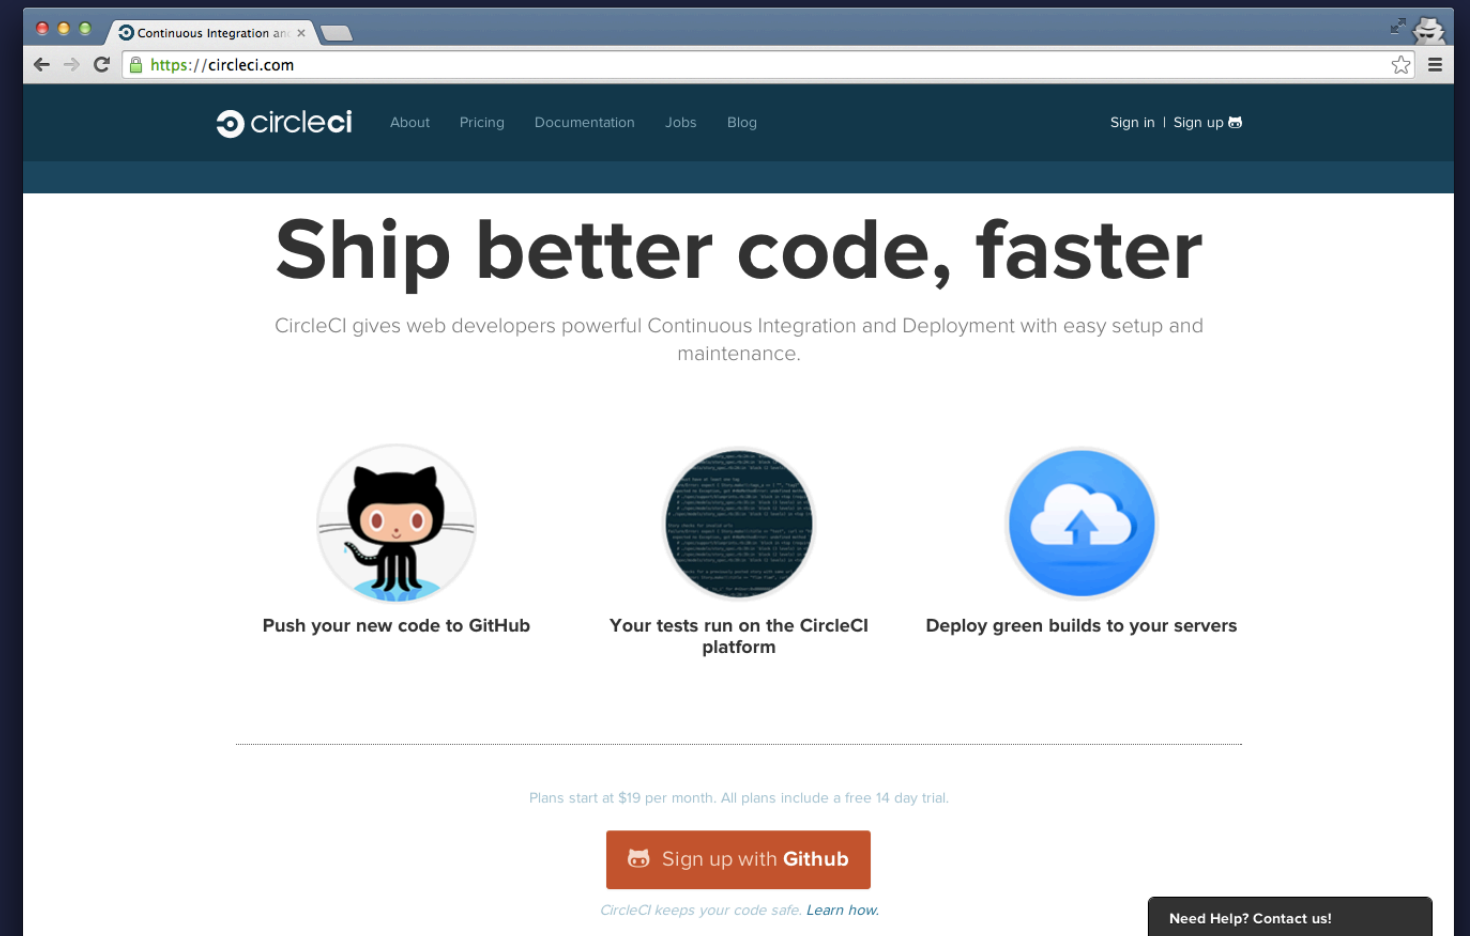 Continuous Integration an
https://circleci.com
circleci
About
Pricing
Documentation
Jobs
Blog
Sign in | Sign up
Ship better code, faster
CircleCI gives web developers powerful Continuous Integration and Deployment with easy setup and
maintenance.
Push your new code to GitHub
Your tests run on the CircleCI
platform
Deploy green builds to your servers
Plans start at $19 per month. All plans include a free 14 day trial.
Sign up with Github
CircleCI keeps your code safe. Learn how.
Need Help? Contact us!